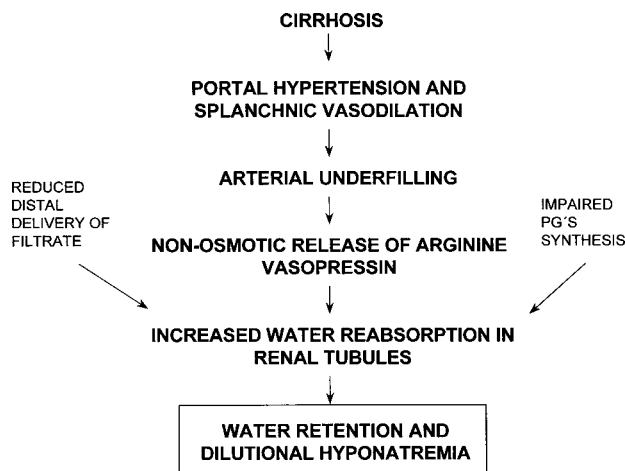 CIRRHOSIS
PORTAL HYPERTENSION AND
SPLANCHNIC VASODILATION
ARTERIAL UNDERFILLING
REDUCED
DISTAL
DELIVERY OF
FILTRATE
IMPAIRED
PG´S
SYNTHESIS
NON-OSMOTIC RELEASE OF ARGININE
VASOPRESSIN
INCREASED WATER REABSORPTION IN
RENAL TUBULES
WATER RETENTION AND
DILUTIONAL HYPONATREMIA